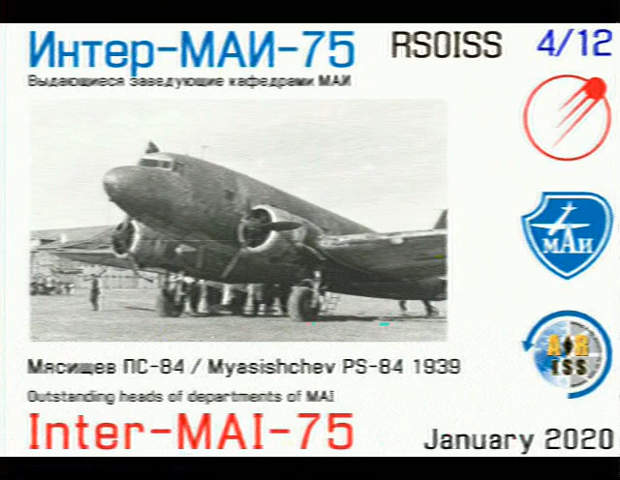 Интер-МАИ-75
RS0ISS
4/12
Выдающиеся заведующие кафедрами МАИ
МАИ
ARISS
Мясищев ПС-84 / Myasishchev PS-84 1939
Outstanding heads of departments of MAI
Inter-MAI-75
January 2020